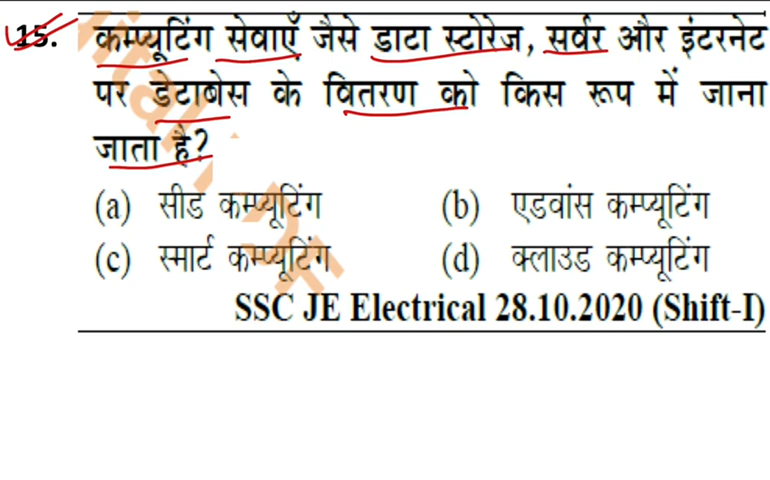 15. कम्प्यूटिंग सेवाएँ जैसे डाटा स्टोरेज, सर्वर और इंटरनेट
पर डेटाबेस के वितरण को किस रूप में जाना
जाता है?
(a) सीड कम्प्यूटिंग (b) एडवांस कम्प्यूटिंग
(c) स्मार्ट कम्प्यूटिंग (d) क्लाउड कम्प्यूटिंग
SSC JE Electrical 28.10.2020 (Shift-I)